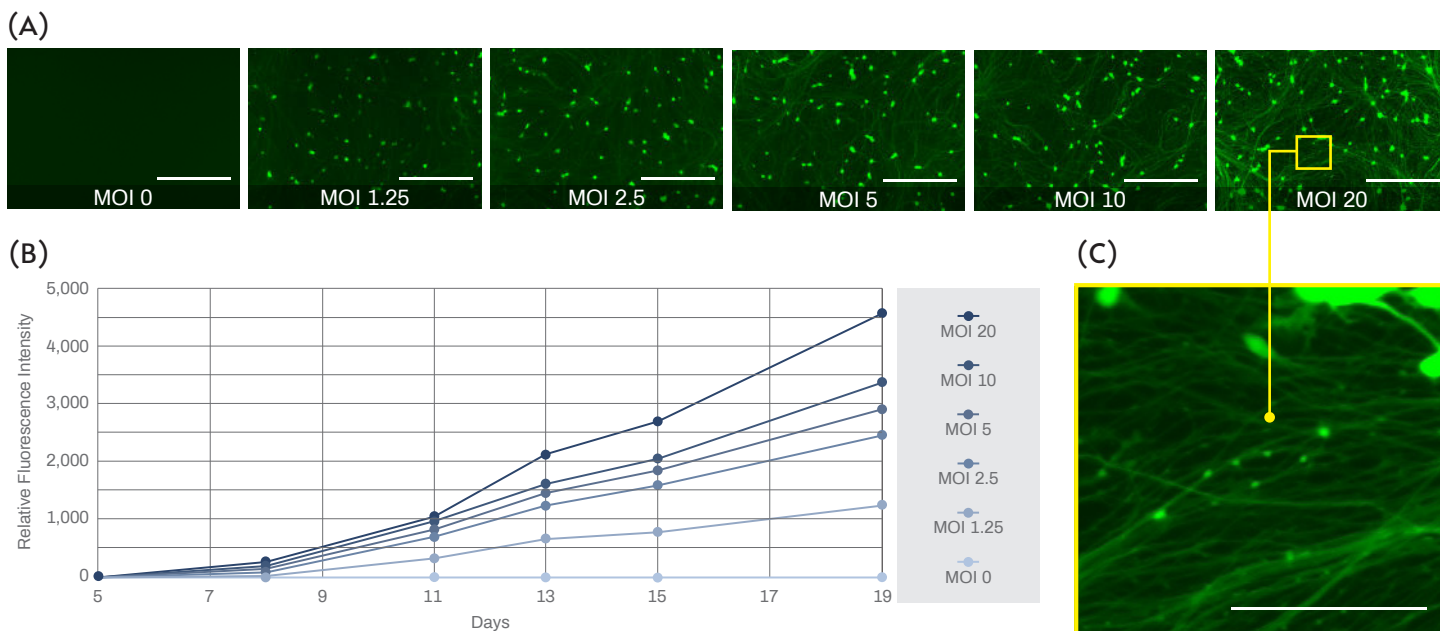 (A)
MOI 0
MOI 1.25
MOI 2.5
MOI 5
MOI 10
MOI 20
(B)
(C)
Relative Fluorescence Intensity
5,000
4,000
3,000
2,000
1,000
0
5
7
9
11
13
15
17
19
Days
MOI 20
MOI 10
MOI 5
MOI 2.5
MOI 1.25
MOI 0